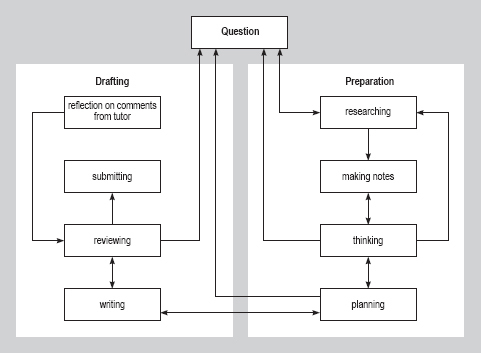 Question
Drafting
reflection on comments
from tutor
submitting
reviewing
writing
Preparation
researching
making notes
thinking
planning